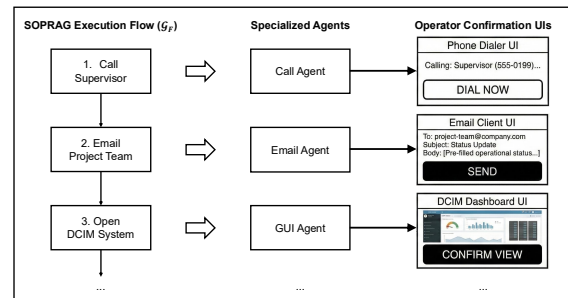 SOPRAG Execution Flow (𝒢_F)
Specialized Agents
Operator Confirmation UIs
1. Call
Supervisor
Call Agent
Phone Dialer UI
Calling: Supervisor (555-0199)...
DIAL NOW
2. Email
Project Team
Email Agent
Email Client UI
To: project-team@company.com
Subject: Status Update
Body: [Pre-filled operational status...]
SEND
3. Open
DCIM System
GUI Agent
DCIM Dashboard UI
CONFIRM VIEW
...
...
...